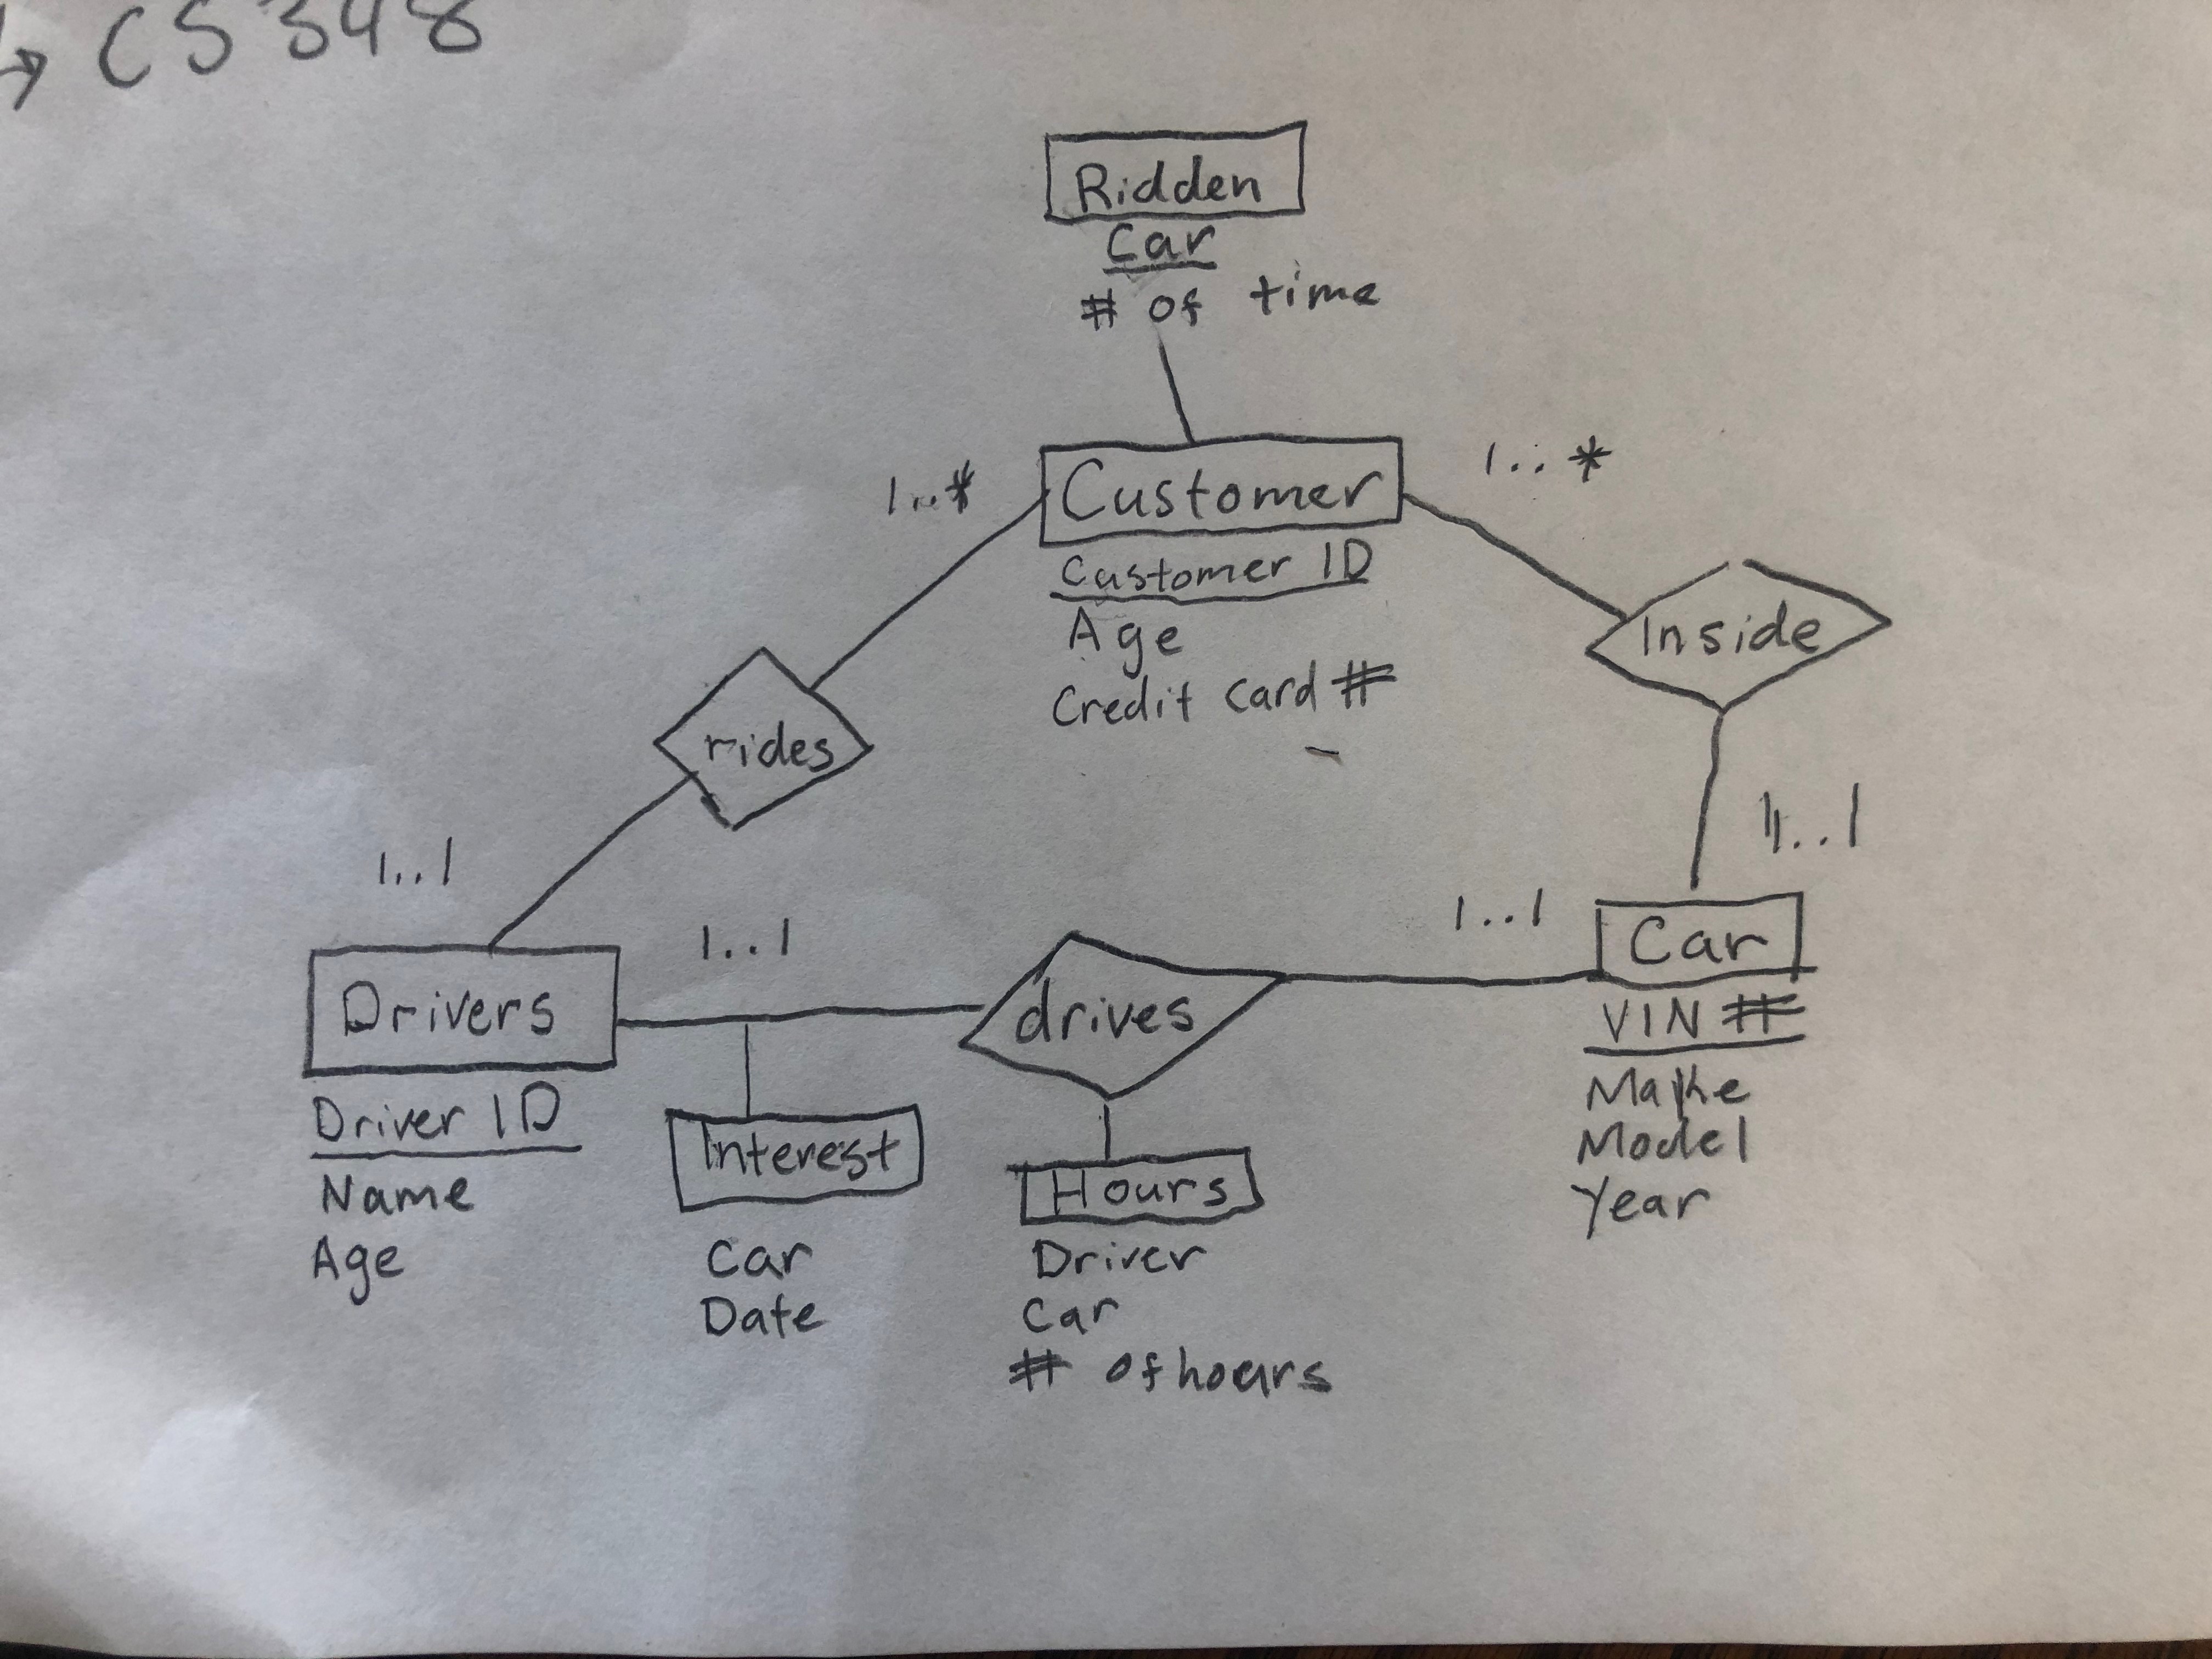 → CS 348
Ridden
Car
# of time
1..*
Customer
1..*
Customer ID
Age
Credit Card #
Inside
rides
1..1
1..1
1..1
1..1
Drivers
drives
Car
Driver ID
Name
Age
Interest
Car
Date
Hours
Driver
Car
# of hours
VIN #
Make
Model
Year